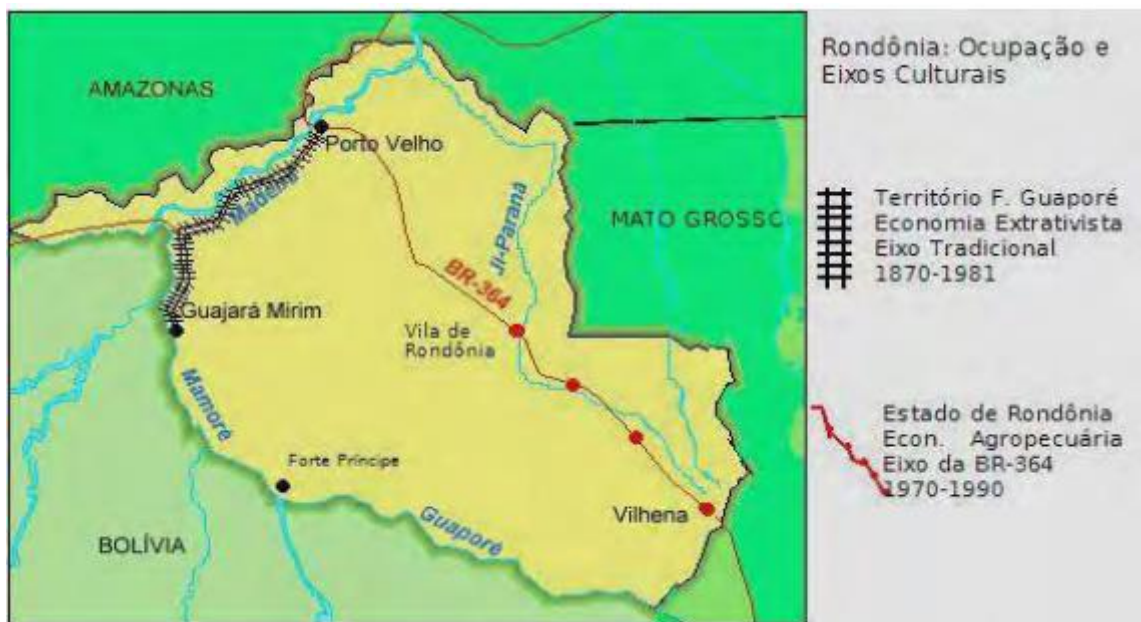 AMAZONAS
Porto Velho
Madeira
Ji-Paraná
MATO GROSSO
BR-364
Guajará Mirim
Vila de
Rondônia
Mamoré
Forte Príncipe
Guaporé
Vilhena
BOLÍVIA
Rondônia: Ocupação e
Eixos Culturais
Território F. Guaporé
Economia Extrativista
Eixo Tradicional
1870-1981
Estado de Rondônia
Econ. Agropecuária
Eixo da BR-364
1970-1990